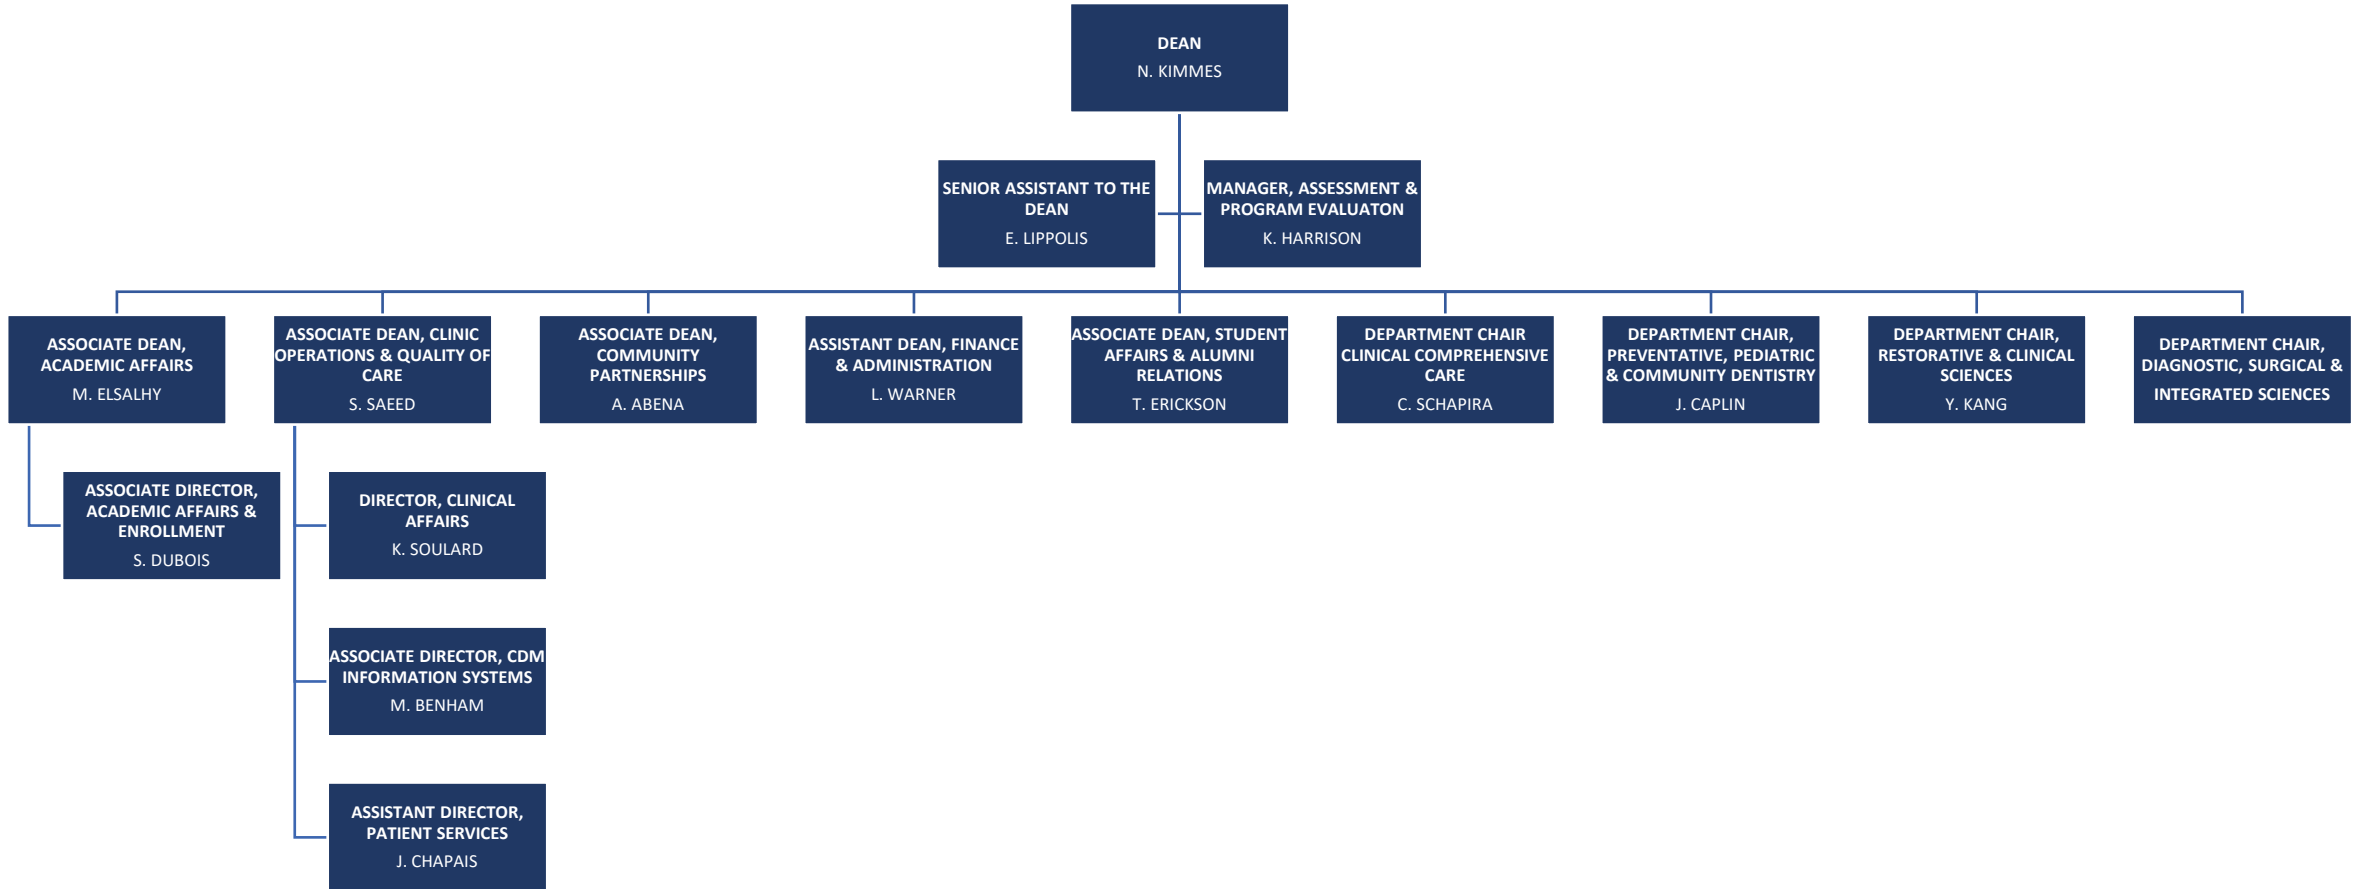 DEAN
N. KIMMES
SENIOR ASSISTANT TO THE
DEAN
E. LIPPOLIS
MANAGER, ASSESSMENT &
PROGRAM EVALUATON
K. HARRISON
ASSOCIATE DEAN,
ACADEMIC AFFAIRS
M. ELSALHY
ASSOCIATE DEAN, CLINIC
OPERATIONS & QUALITY OF
CARE
S. SAEED
ASSOCIATE DEAN,
COMMUNITY
PARTNERSHIPS
A. ABENA
ASSISTANT DEAN, FINANCE
& ADMINISTRATION
L. WARNER
ASSOCIATE DEAN, STUDENT
AFFAIRS & ALUMNI
RELATIONS
T. ERICKSON
DEPARTMENT CHAIR
CLINICAL COMPREHENSIVE
CARE
C. SCHAPIRA
DEPARTMENT CHAIR,
PREVENTATIVE, PEDIATRIC
& COMMUNITY DENTISTRY
J. CAPLIN
DEPARTMENT CHAIR,
RESTORATIVE & CLINICAL
SCIENCES
Y. KANG
DEPARTMENT CHAIR,
DIAGNOSTIC, SURGICAL &
INTEGRATED SCIENCES
ASSOCIATE DIRECTOR,
ACADEMIC AFFAIRS &
ENROLLMENT
S. DUBOIS
DIRECTOR, CLINICAL
AFFAIRS
K. SOULARD
ASSOCIATE DIRECTOR, CDM
INFORMATION SYSTEMS
M. BENHAM
ASSISTANT DIRECTOR,
PATIENT SERVICES
J. CHAPAIS